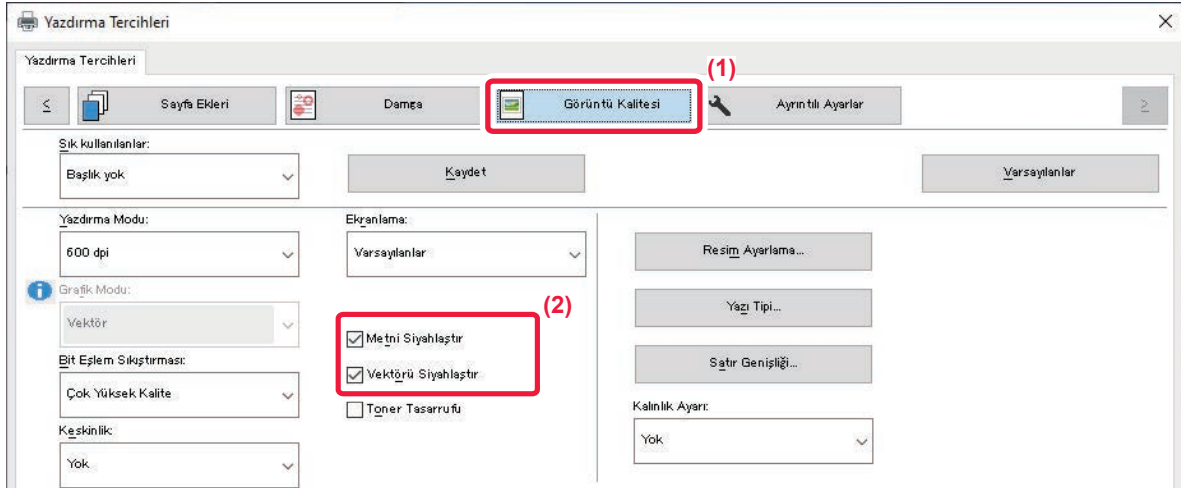 Yazdırma Tercihleri
Yazdırma Tercihleri
(1)
Sayfa Ekleri
Damga
Görüntü Kalitesi
Ayrıntılı Ayarlar
Sık kullanılanlar:
Başlık yok
Kaydet
Varsayılanlar
Yazdırma Modu:
600 dpi
Ekranlama:
Varsayılanlar
Resim Ayarlama...
Grafik Modu:
Vektör
(2)
Yazı Tipi...
Metni Siyahlaştır
Bit Eşlem Sıkıştırması:
Çok Yüksek Kalite
Vektörü Siyahlaştır
Satır Genişliği...
Toner Tasarrufu
Kalınlık Ayarı:
Yok
Keskinlik:
Yok